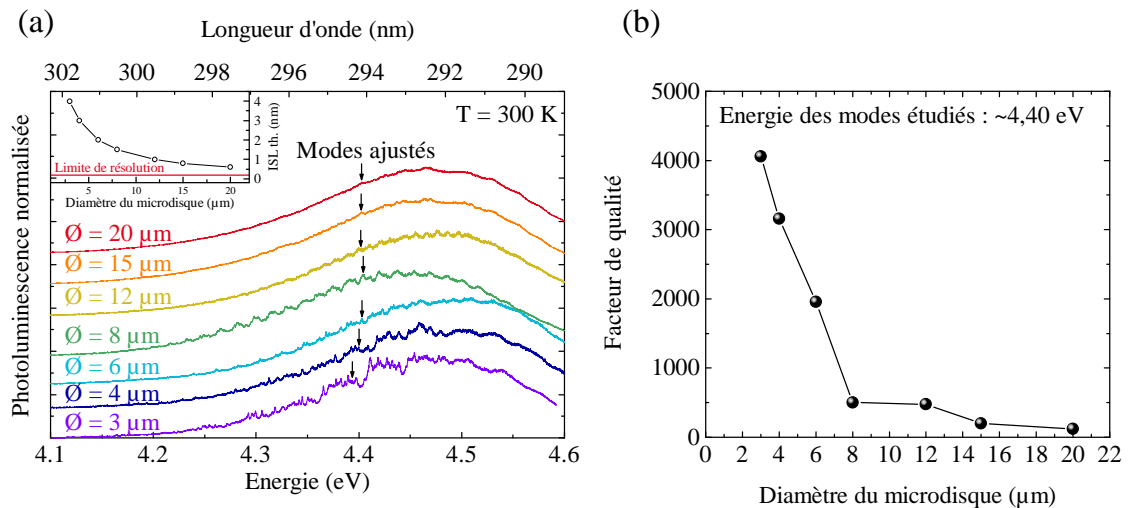 (a)
Longueur d'onde (nm)
302 300 298 296 294 292 290
T = 300 K
Photoluminescence normalisée
4
3
2
1
0
ISL th. (nm)
Limite de résolution
5 10 15 20
Diamètre du microdisque (µm)
Modes ajustés
Ø = 20 µm
Ø = 15 µm
Ø = 12 µm
Ø = 8 µm
Ø = 6 µm
Ø = 4 µm
Ø = 3 µm
4.1 4.2 4.3 4.4 4.5 4.6
Energie (eV)
(b)
Energie des modes étudiés : ~4,40 eV
Facteur de qualité
5000
4000
3000
2000
1000
0
0 2 4 6 8 10 12 14 16 18 20 22
Diamètre du microdisque (µm)